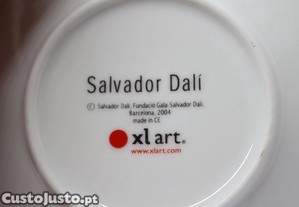 Salvador Dalí
© Salvador Dalí. Fundació Gala-Salvador Dalí.
Barcelona, 2004
made in CE
xl art®
www.xlart.com
CustoJusto.pt